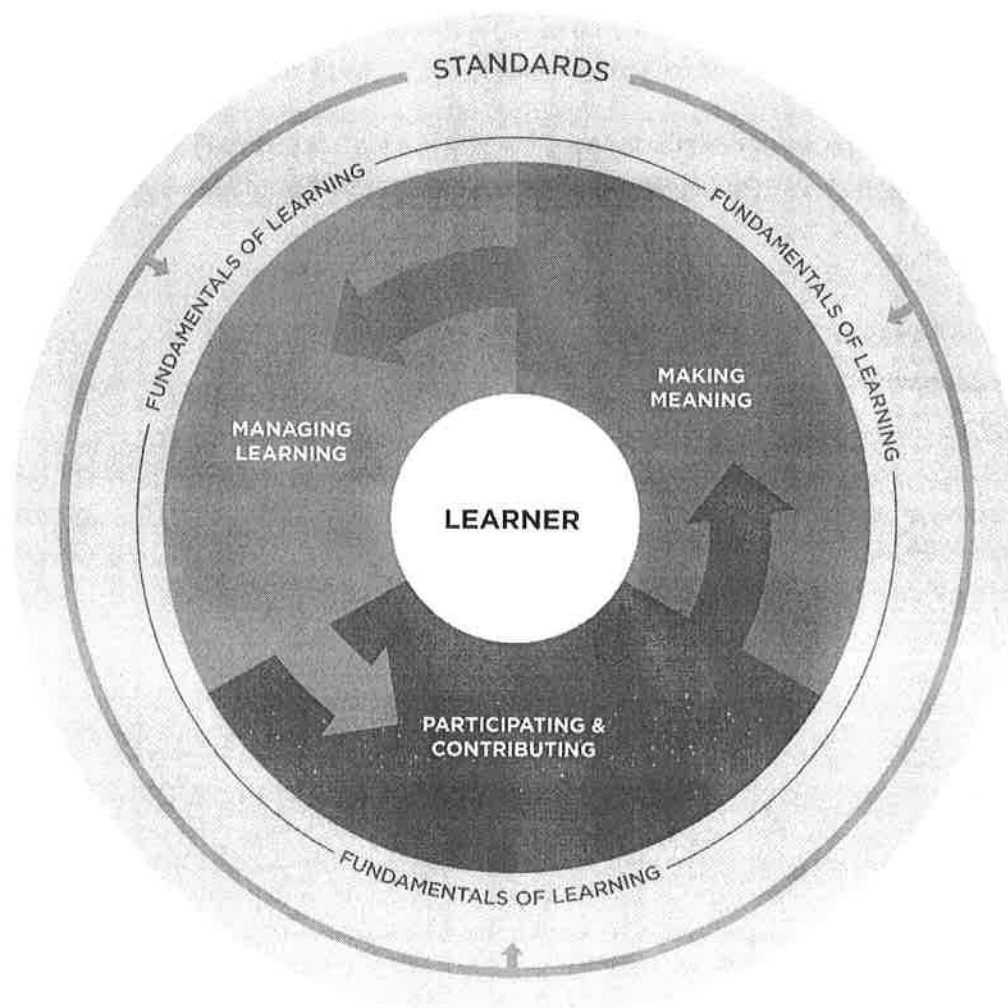 STANDARDS
FUNDAMENTALS OF LEARNING
FUNDAMENTALS OF LEARNING
MAKING
MEANING
MANAGING
LEARNING
LEARNER
PARTICIPATING &
CONTRIBUTING
FUNDAMENTALS OF LEARNING